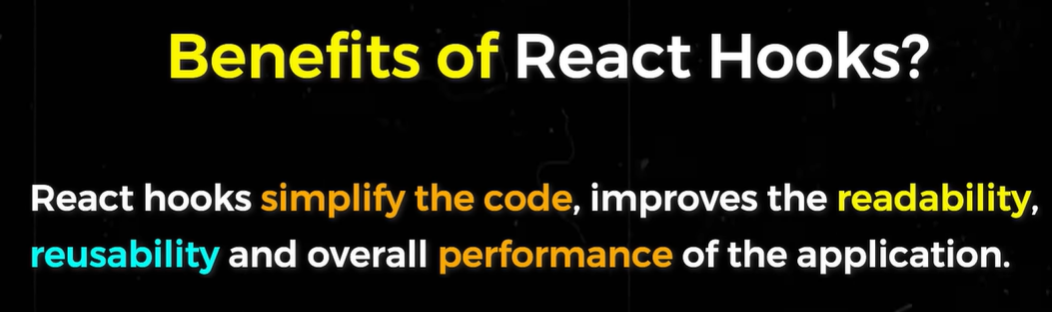 Benefits of React Hooks?
React hooks simplify the code, improves the readability,
reusability and overall performance of the application.